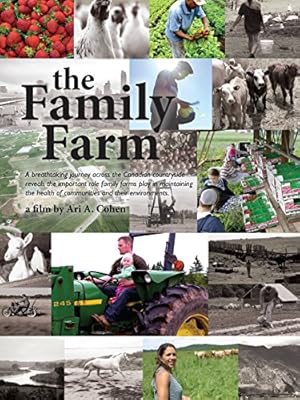 the
Family
Farm
A breathtaking journey across the Canadian countryside
reveals the important role family farms play in maintaining
the health of communities and their environments.
a film by Ari A. Cohen
245